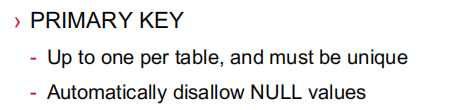 › PRIMARY KEY
- Up to one per table, and must be unique
- Automatically disallow NULL values